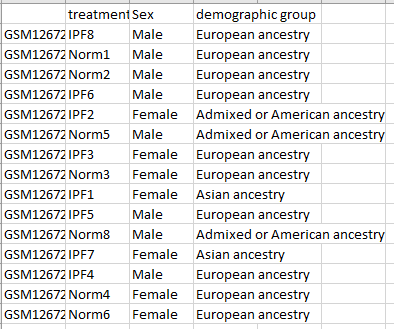 treatment Sex demographic group
GSM12672 IPF8 Male European ancestry
GSM12672 Norm1 Male European ancestry
GSM12672 Norm2 Male European ancestry
GSM12672 IPF6 Male European ancestry
GSM12672 IPF2 Female Admixed or American ancestry
GSM12672 Norm5 Male Admixed or American ancestry
GSM12672 IPF3 Female European ancestry
GSM12672 Norm3 Female European ancestry
GSM12672 IPF1 Female Asian ancestry
GSM12672 IPF5 Male European ancestry
GSM12672 Norm8 Male Admixed or American ancestry
GSM12672 IPF7 Female Asian ancestry
GSM12672 IPF4 Male European ancestry
GSM12672 Norm4 Female European ancestry
GSM12672 Norm6 Female European ancestry